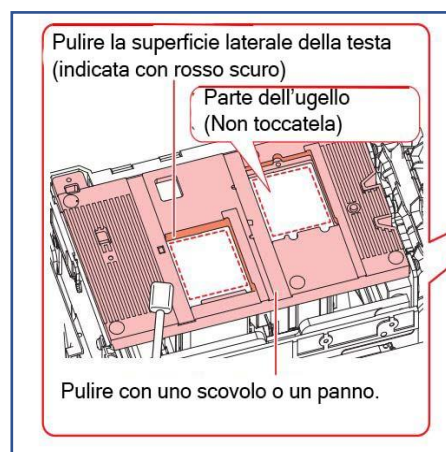 Pulire la superficie laterale della testa
(indicata con rosso scuro)
Parte dell'ugello
(Non toccatela)
Pulire con uno scovolo o un panno.